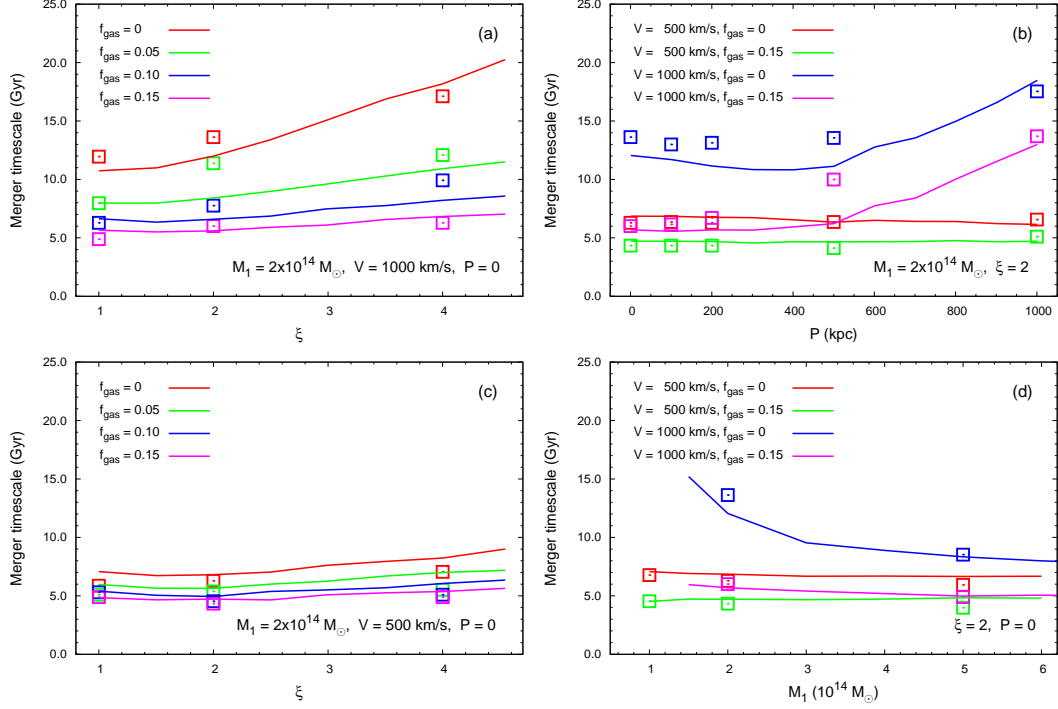 (a)
f_gas = 0
f_gas = 0.05
f_gas = 0.10
f_gas = 0.15
25.0
20.0
15.0
10.0
5.0
0.0
Merger timescale (Gyr)
M_1 = 2x10^14 M_⊙, V = 1000 km/s, P = 0
1 2 3 4
ξ
(b)
V = 500 km/s, f_gas = 0
V = 500 km/s, f_gas = 0.15
V = 1000 km/s, f_gas = 0
V = 1000 km/s, f_gas = 0.15
25.0
20.0
15.0
10.0
5.0
0.0
Merger timescale (Gyr)
M_1 = 2x10^14 M_⊙, ξ = 2
0 200 400 600 800 1000
P (kpc)
(c)
f_gas = 0
f_gas = 0.05
f_gas = 0.10
f_gas = 0.15
25.0
20.0
15.0
10.0
5.0
0.0
Merger timescale (Gyr)
M_1 = 2x10^14 M_⊙, V = 500 km/s, P = 0
1 2 3 4
ξ
(d)
V = 500 km/s, f_gas = 0
V = 500 km/s, f_gas = 0.15
V = 1000 km/s, f_gas = 0
V = 1000 km/s, f_gas = 0.15
25.0
20.0
15.0
10.0
5.0
0.0
Merger timescale (Gyr)
ξ = 2, P = 0
1 2 3 4 5 6
M_1 (10^14 M_⊙)